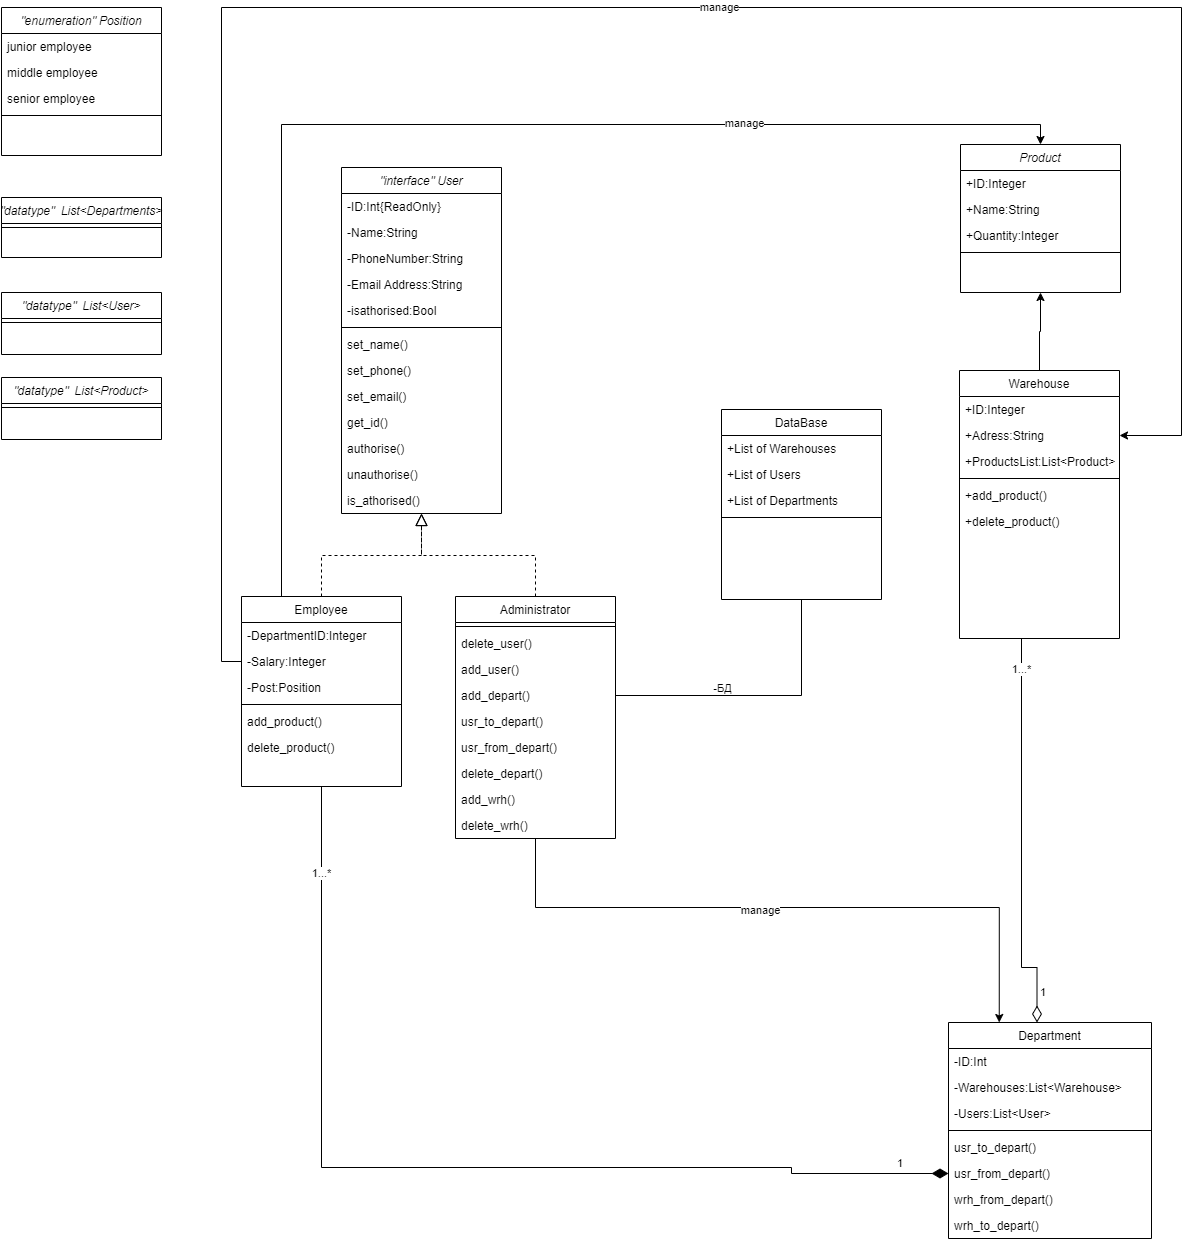 manage
"enumeration" Position
junior employee
middle employee
senior employee
"datatype" List<Departments>
"datatype" List<User>
"datatype" List<Product>
manage
"interface" User
-ID:Int{ReadOnly}
-Name:String
-PhoneNumber:String
-Email Address:String
-isathorised:Bool
set_name()
set_phone()
set_email()
get_id()
authorise()
unauthorise()
is_athorised()
Product
+ID:Integer
+Name:String
+Quantity:Integer
Warehouse
+ID:Integer
+Adress:String
+ProductsList:List<Product>
+add_product()
+delete_product()
DataBase
+List of Warehouses
+List of Users
+List of Departments
Employee
-DepartmentID:Integer
-Salary:Integer
-Post:Position
add_product()
delete_product()
Administrator
delete_user()
add_user()
add_depart()
usr_to_depart()
usr_from_depart()
delete_depart()
add_wrh()
delete_wrh()
-БД
1...*
1...*
manage
1
Department
-ID:Int
-Warehouses:List<Warehouse>
-Users:List<User>
usr_to_depart()
usr_from_depart()
wrh_from_depart()
wrh_to_depart()
1